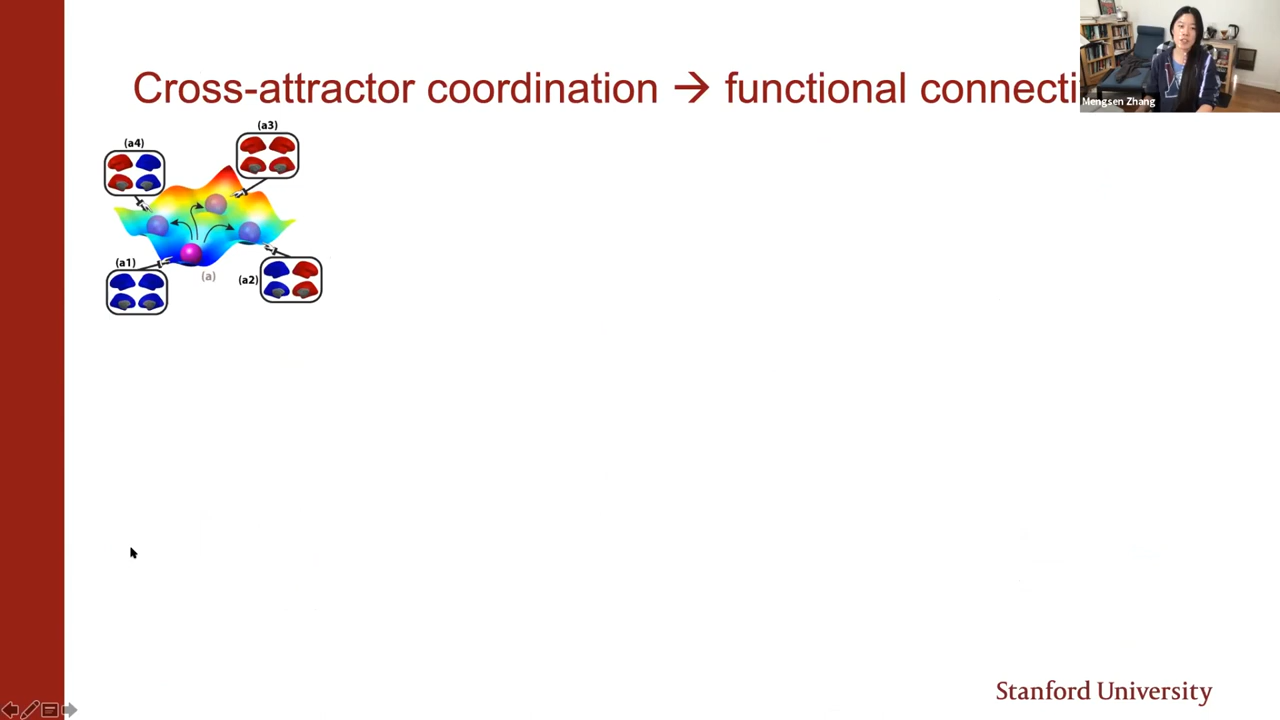 Cross-attractor coordination → functional connecti
Mengsen Zhang
(a3)
(a4)
(a1)
(a)
(a2)
Stanford University